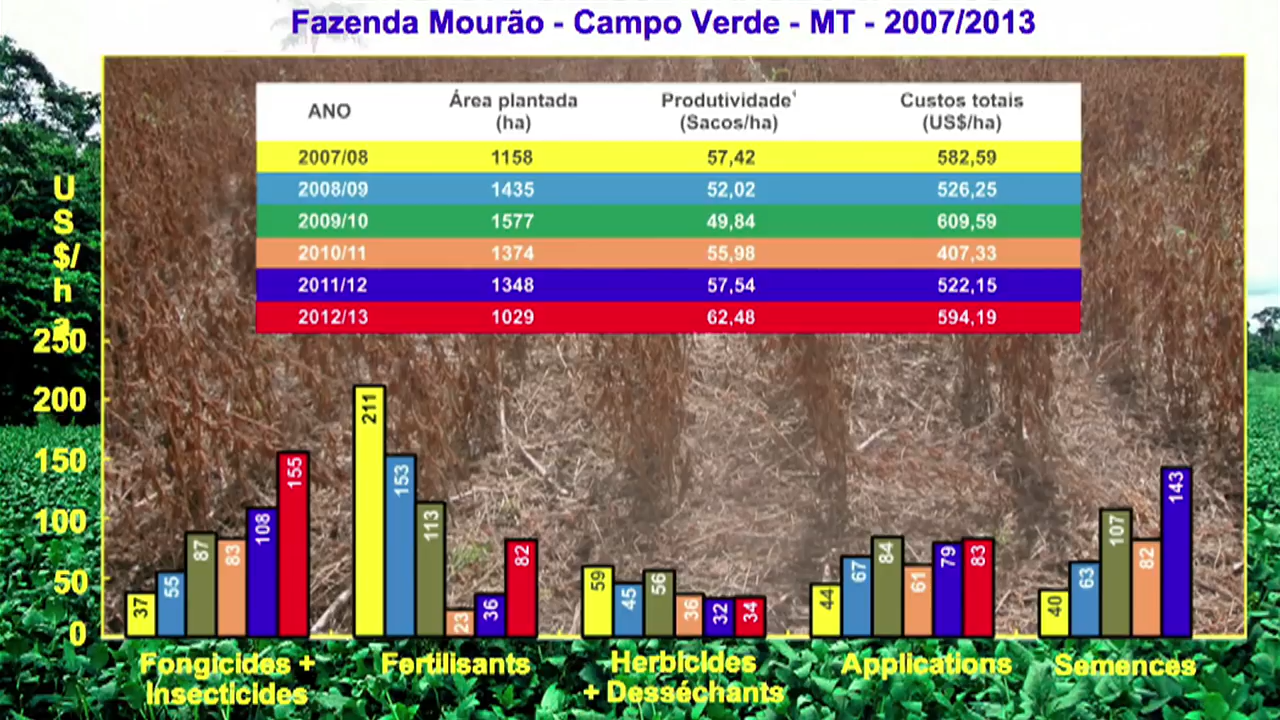 Fazenda Mourão - Campo Verde - MT - 2007/2013
ANO Área plantada (ha) Produtividade¹ (Sacos/ha) Custos totais (US$/ha)
2007/08 1158 57,42 582,59
2008/09 1435 52,02 526,25
2009/10 1577 49,84 609,59
2010/11 1374 55,98 407,33
2011/12 1348 57,54 522,15
2012/13 1029 62,48 594,19
US$/ha
250
200
150
100
50
0
37 55 87 83 108 155
211 153 113 23 36 82
59 45 56 36 32 34
44 67 84 61 79 83
40 63 107 82 143
Fongicides +
Insecticides
Fertilisants
Herbicides
+ Desséchants
Applications
Semences